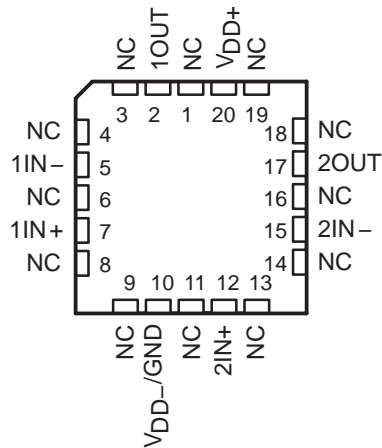 NC 1OUT NC VDD+ NC
3 2 1 20 19
NC 4 18 NC
1IN− 5 17 2OUT
NC 6 16 NC
1IN+ 7 15 2IN−
NC 8 14 NC
9 10 11 12 13
NC VDD−/GND NC 2IN+ NC